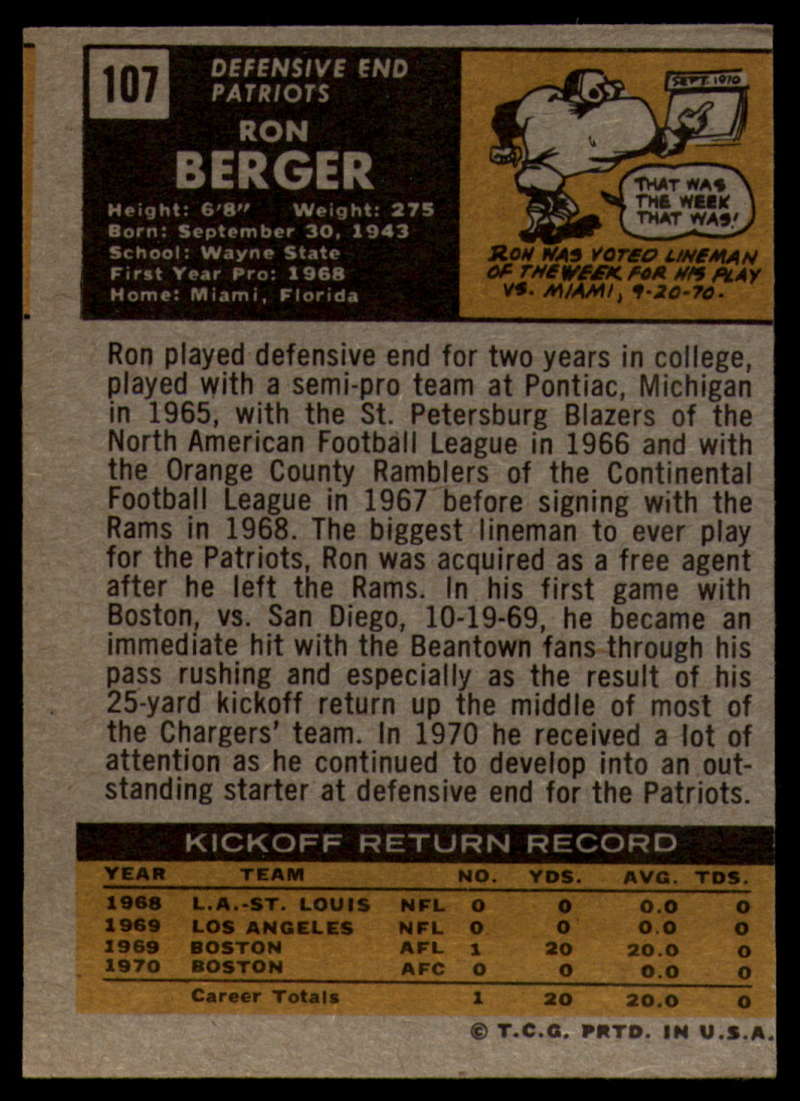 107
DEFENSIVE END
PATRIOTS
RON
BERGER
Height: 6'8" Weight: 275
Born: September 30, 1943
School: Wayne State
First Year Pro: 1968
Home: Miami, Florida
SEPT. 1970
THAT WAS
THE WEEK
THAT WAS!
RON WAS VOTED LINEMAN
OF THE WEEK FOR HIS PLAY
VS. MIAMI, 9-20-70.
Ron played defensive end for two years in college,
played with a semi-pro team at Pontiac, Michigan
in 1965, with the St. Petersburg Blazers of the
North American Football League in 1966 and with
the Orange County Ramblers of the Continental
Football League in 1967 before signing with the
Rams in 1968. The biggest lineman to ever play
for the Patriots, Ron was acquired as a free agent
after he left the Rams. In his first game with
Boston, vs. San Diego, 10-19-69, he became an
immediate hit with the Beantown fans through his
pass rushing and especially as the result of his
25-yard kickoff return up the middle of most of
the Chargers' team. In 1970 he received a lot of
attention as he continued to develop into an out-
standing starter at defensive end for the Patriots.
KICKOFF RETURN RECORD
YEAR TEAM NO. YDS. AVG. TDS.
1968 L.A.-ST. LOUIS NFL 0 0 0.0 0
1969 LOS ANGELES NFL 0 0 0.0 0
1969 BOSTON AFL 1 20 20.0 0
1970 BOSTON AFC 0 0 0.0 0
Career Totals 1 20 20.0 0
© T.C.G. PRTD. IN U.S.A.